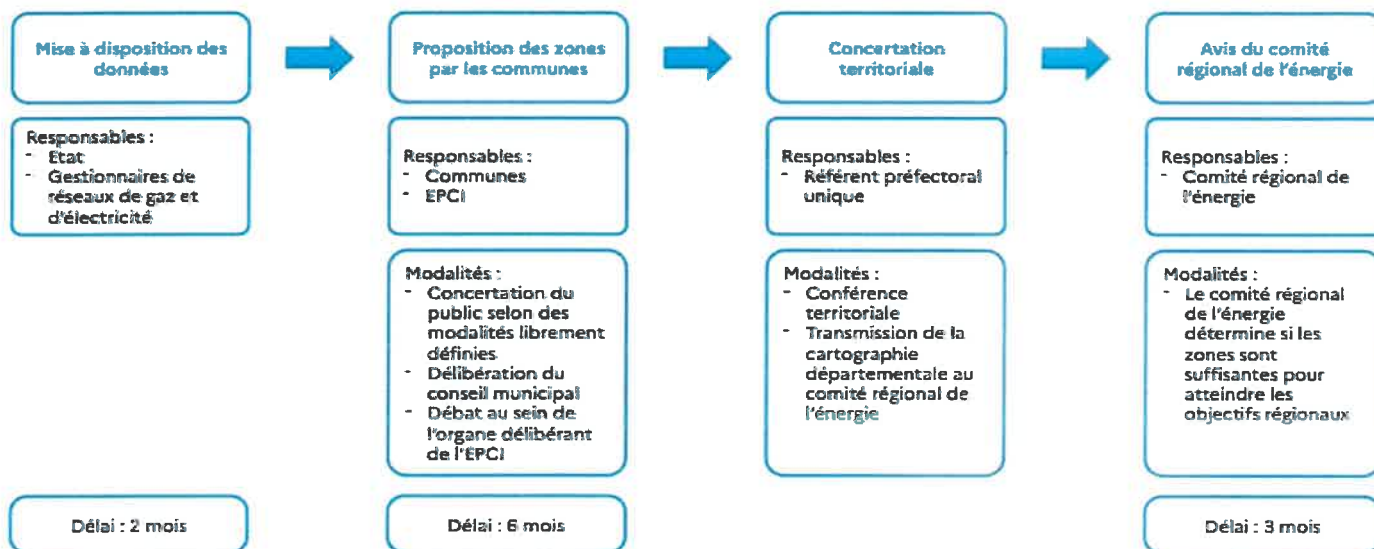 Mise à disposition des
données
Proposition des zones
par les communes
Concertation
territoriale
Avis du comité
régional de l'énergie
Responsables :
- Etat
- Gestionnaires de
réseaux de gaz et
d'électricité
Responsables :
- Communes
- EPCI
Responsables :
- Référent préfectoral
unique
Responsables :
- Comité régional de
l'énergie
Modalités :
- Concertation du
public selon des
modalités librement
définies
- Délibération du
conseil municipal
- Débat au sein de
l'organe délibérant
de l'EPCI
Modalités :
- Conférence
territoriale
- Transmission de la
cartographie
départementale au
comité régional de
l'énergie
Modalités :
- Le comité régional
de l'énergie
détermine si les
zones sont
suffisantes pour
atteindre les
objectifs régionaux
Délai : 2 mois
Délai : 6 mois
Délai : 3 mois